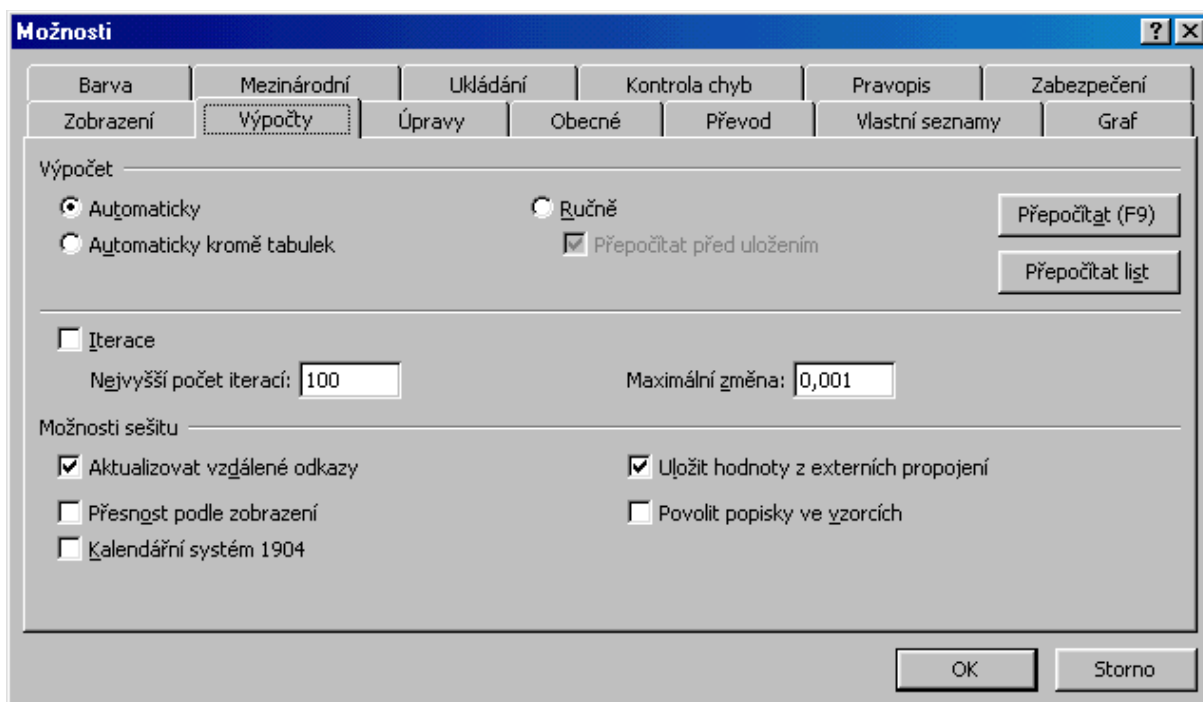 Možnosti
Barva Mezinárodní Ukládání Kontrola chyb Pravopis Zabezpečení
Zobrazení Výpočty Úpravy Obecné Převod Vlastní seznamy Graf
Výpočet
Automaticky Ručně Přepočítat (F9)
Automaticky kromě tabulek Přepočítat před uložením
Přepočítat list
Iterace
Nejvyšší počet iterací: 100 Maximální změna: 0,001
Možnosti sešitu
Aktualizovat vzdálené odkazy Uložit hodnoty z externích propojení
Přesnost podle zobrazení Povolit popisky ve vzorcích
Kalendářní systém 1904
OK Storno